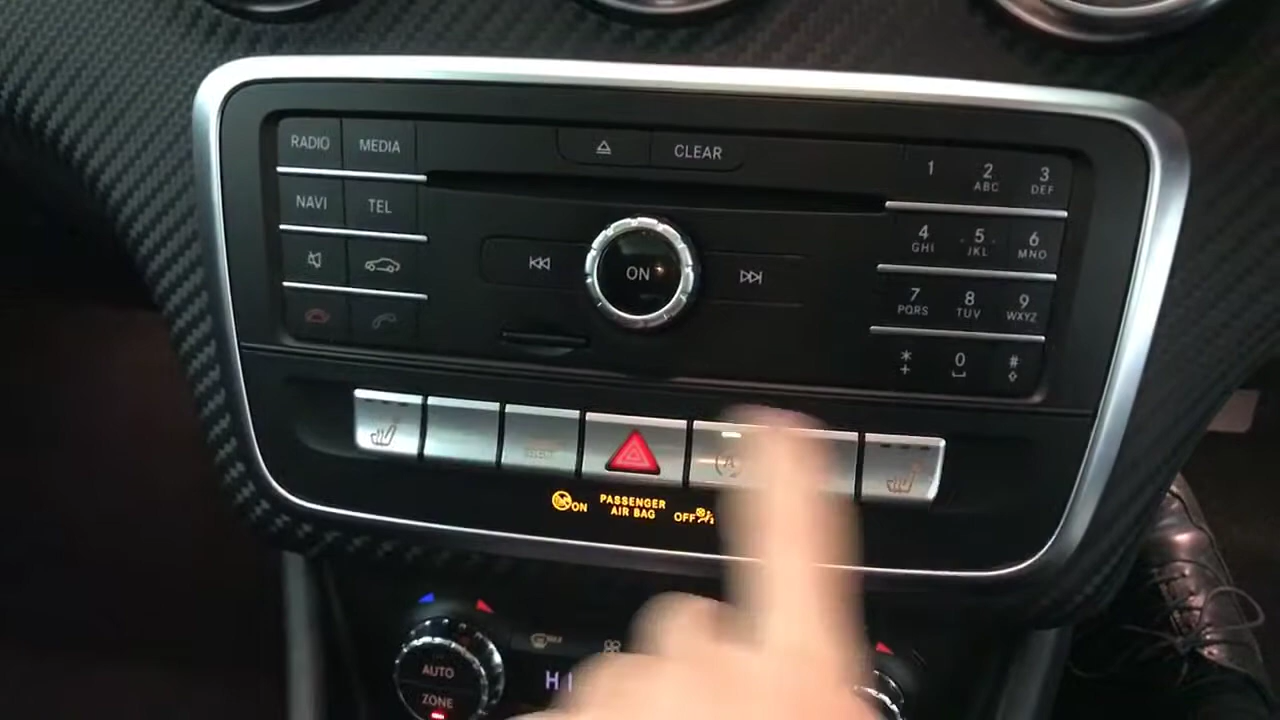 RADIO MEDIA CLEAR
NAVI TEL
ON
1 2 ABC 3 DEF
4 GHI 5 JKL 6 MNO
7 PQRS 8 TUV 9 WXYZ
* + 0 #
A
ON PASSENGER AIR BAG OFF
AUTO
ZONE
HI